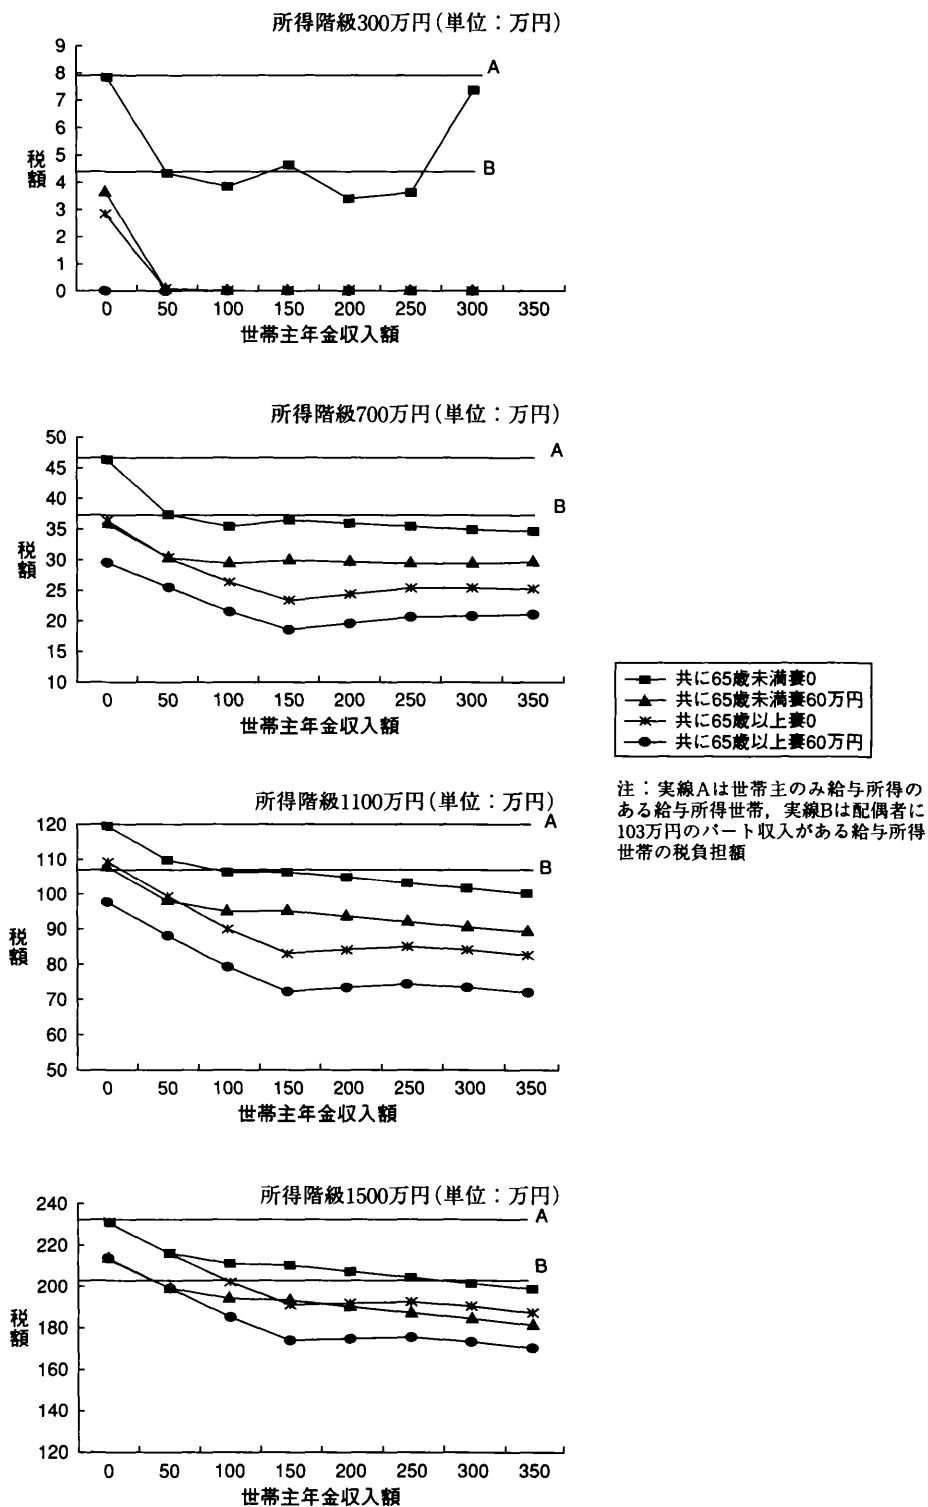 所得階級300万円(単位：万円)
9
8
7
6
5
4
3
2
1
0
税額
A
B
0 50 100 150 200 250 300 350
世帯主年金収入額
所得階級700万円(単位：万円)
50
45
40
35
30
25
20
15
10
税額
A
B
0 50 100 150 200 250 300 350
世帯主年金収入額
共に65歳未満妻0
共に65歳未満妻60万円
共に65歳以上妻0
共に65歳以上妻60万円
注：実線Aは世帯主のみ給与所得の
ある給与所得世帯，実線Bは配偶者に
103万円のパート収入がある給与所得
世帯の税負担額
所得階級1100万円(単位：万円)
120
110
100
90
80
70
60
50
税額
A
B
0 50 100 150 200 250 300 350
世帯主年金収入額
所得階級1500万円(単位：万円)
240
220
200
180
160
140
120
税額
A
B
0 50 100 150 200 250 300 350
世帯主年金収入額